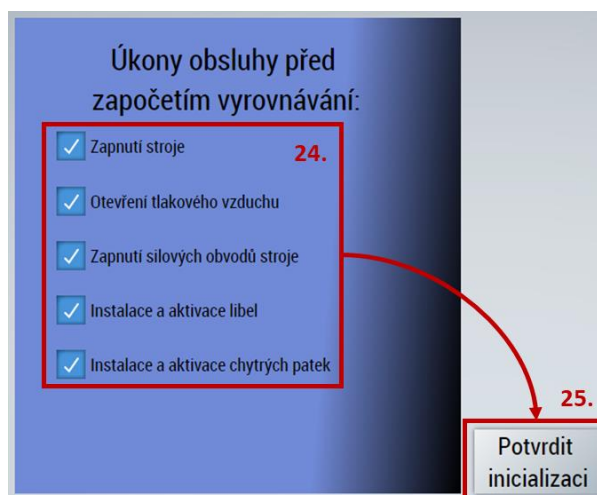 Úkony obsluhy před
započetím vyrovnávání:
Zapnutí stroje
24.
Otevření tlakového vzduchu
Zapnutí silových obvodů stroje
Instalace a aktivace libel
Instalace a aktivace chytrých patek
25.
Potvrdit
inicializaci